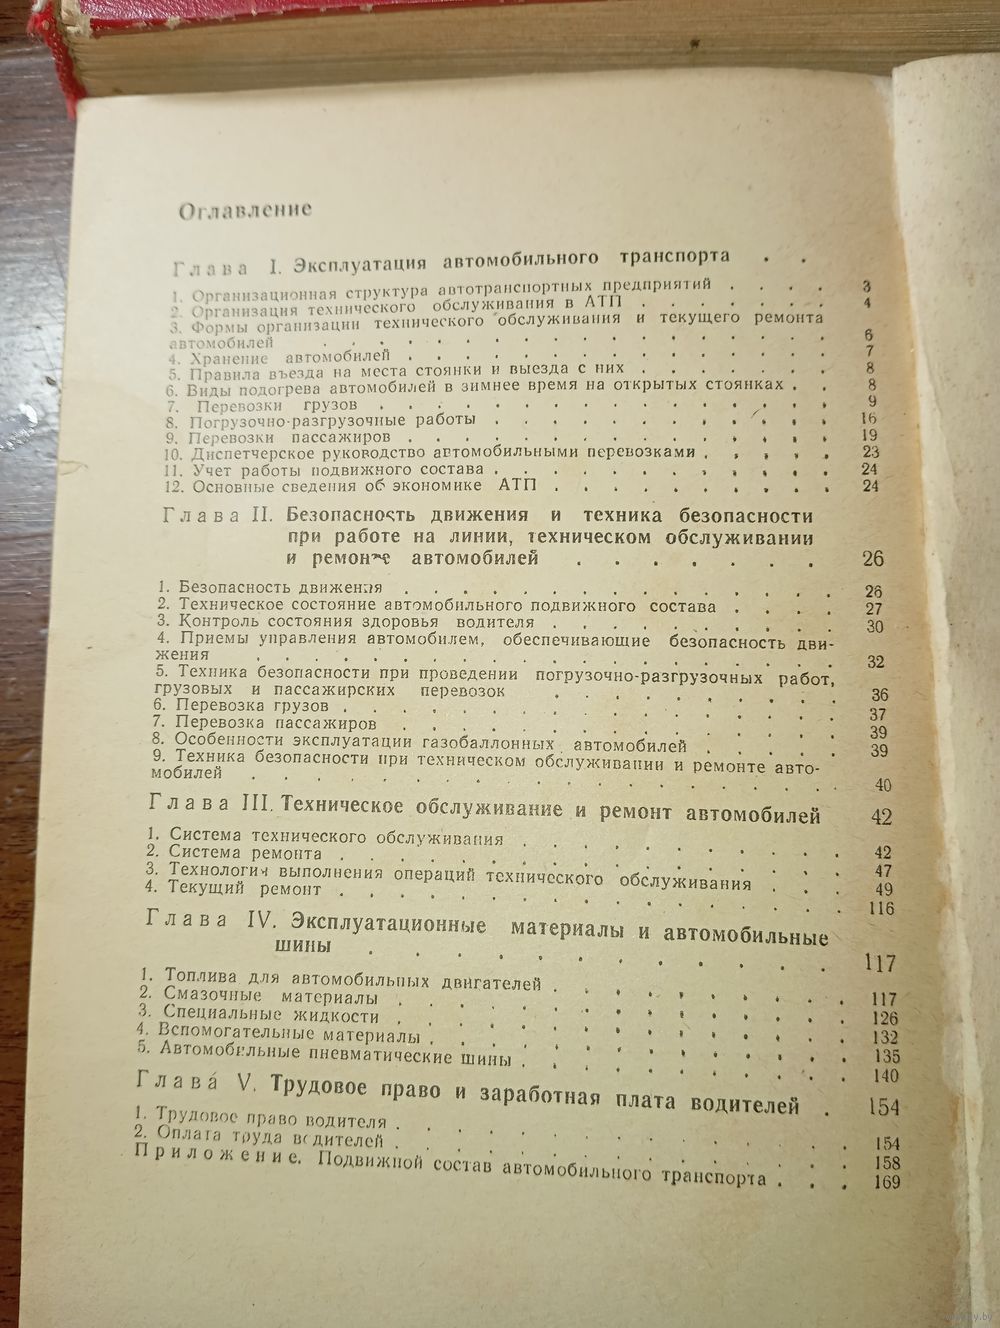 Оглавление
Глава I. Эксплуатация автомобильного транспорта . .
1. Организационная структура автотранспортных предприятий . . . . 3
2. Организация технического обслуживания в АТП . . . . . . . 4
3. Формы организации технического обслуживания и текущего ремонта
автомобилей . . . . . . . . . . . . . . . . . . . 6
4. Хранение автомобилей . . . . . . . . . . . . . . . 7
5. Правила въезда на места стоянки и выезда с них . . . . . . . 8
6. Виды подогрева автомобилей в зимнее время на открытых стоянках . . 8
7. Перевозки грузов . . . . . . . . . . . . . . . . 9
8. Погрузочно-разгрузочные работы . . . . . . . . . . . . 16
9. Перевозки пассажиров . . . . . . . . . . . . . . . 19
10. Диспетчерское руководство автомобильными перевозками . . . . . 23
11. Учет работы подвижного состава . . . . . . . . . . . . 24
12. Основные сведения об экономике АТП . . . . . . . . . . 24
Глава II. Безопасность движения и техника безопасности
при работе на линии, техническом обслуживании
и ремонте автомобилей . . . . . . . 26
1. Безопасность движения . . . . . . . . . . . . . . . 26
2. Техническое состояние автомобильного подвижного состава . . . . 27
3. Контроль состояния здоровья водителя . . . . . . . . . . 30
4. Приемы управления автомобилем, обеспечивающие безопасность дви-
жения . . . . . . . . . . . . . . . . . . . . 32
5. Техника безопасности при проведении погрузочно-разгрузочных работ,
грузовых и пассажирских перевозок . . . . . . . . . . 36
6. Перевозка грузов . . . . . . . . . . . . . . . . . 37
7. Перевозка пассажиров . . . . . . . . . . . . . . . 39
8. Особенности эксплуатации газобаллонных автомобилей . . . . . 39
9. Техника безопасности при техническом обслуживании и ремонте авто-
мобилей . . . . . . . . . . . . . . . . . . . 40
Глава III. Техническое обслуживание и ремонт автомобилей 42
1. Система технического обслуживания . . . . . . . . . . . 42
2. Система ремонта . . . . . . . . . . . . . . . . . 47
3. Технология выполнения операций технического обслуживания . . . 49
4. Текущий ремонт . . . . . . . . . . . . . . . . . 116
Глава IV. Эксплуатационные материалы и автомобильные
шины . . . . . . . . . . . . . 117
1. Топлива для автомобильных двигателей . . . . . . . . . . 117
2. Смазочные материалы . . . . . . . . . . . . . . . 126
3. Специальные жидкости . . . . . . . . . . . . . . . 132
4. Вспомогательные материалы . . . . . . . . . . . . . . 135
5. Автомобильные пневматические шины . . . . . . . . . . . 140
Глава V. Трудовое право и заработная плата водителей . 154
1. Трудовое право водителя . . . . . . . . . . . . . . . 154
2. Оплата труда водителей . . . . . . . . . . . . . . . 158
Приложение. Подвижной состав автомобильного транспорта . . . 169